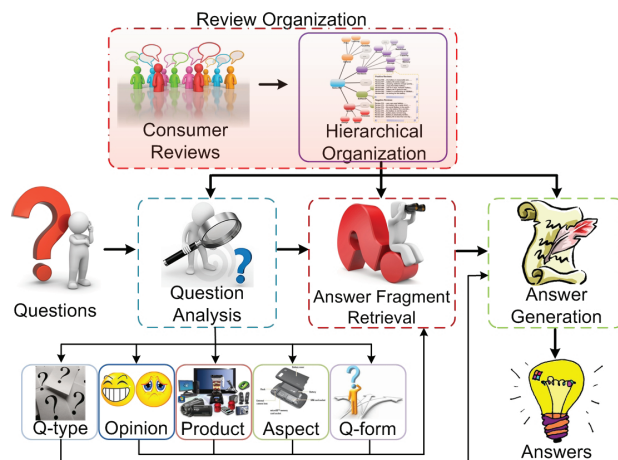 Review Organization
Consumer
Reviews
Hierarchical
Organization
Questions
Question
Analysis
Answer Fragment
Retrieval
Answer
Generation
Q-type
Opinion
Product
Aspect
Q-form
Answers